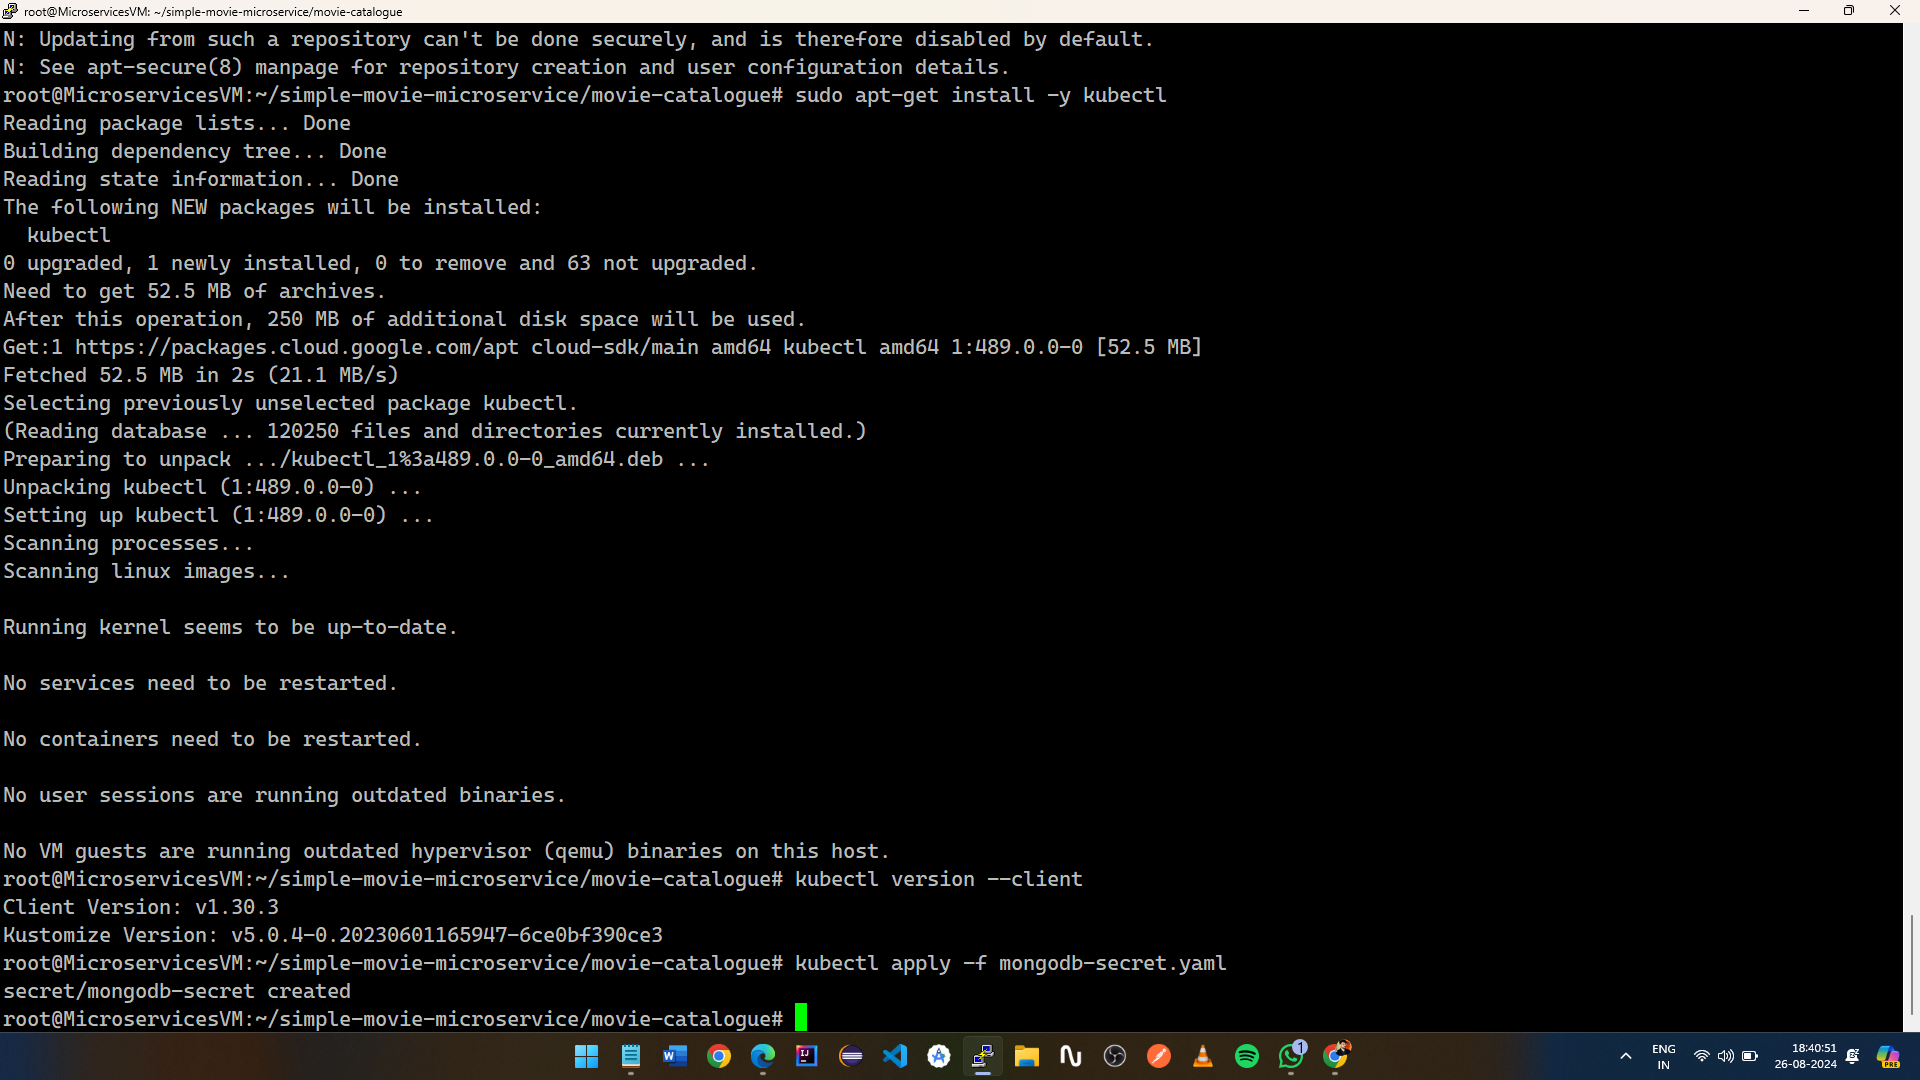 root@MicroservicesVM: ~/simple-movie-microservice/movie-catalogue
N: Updating from such a repository can't be done securely, and is therefore disabled by default.
N: See apt-secure(8) manpage for repository creation and user configuration details.
root@MicroservicesVM:~/simple-movie-microservice/movie-catalogue# sudo apt-get install -y kubectl
Reading package lists... Done
Building dependency tree... Done
Reading state information... Done
The following NEW packages will be installed:
  kubectl
0 upgraded, 1 newly installed, 0 to remove and 63 not upgraded.
Need to get 52.5 MB of archives.
After this operation, 250 MB of additional disk space will be used.
Get:1 https://packages.cloud.google.com/apt cloud-sdk/main amd64 kubectl amd64 1:489.0.0-0 [52.5 MB]
Fetched 52.5 MB in 2s (21.1 MB/s)
Selecting previously unselected package kubectl.
(Reading database ... 120250 files and directories currently installed.)
Preparing to unpack .../kubectl_1%3a489.0.0-0_amd64.deb ...
Unpacking kubectl (1:489.0.0-0) ...
Setting up kubectl (1:489.0.0-0) ...
Scanning processes...
Scanning linux images...
Running kernel seems to be up-to-date.
No services need to be restarted.
No containers need to be restarted.
No user sessions are running outdated binaries.
No VM guests are running outdated hypervisor (qemu) binaries on this host.
root@MicroservicesVM:~/simple-movie-microservice/movie-catalogue# kubectl version --client
Client Version: v1.30.3
Kustomize Version: v5.0.4-0.20230601165947-6ce0bf390ce3
root@MicroservicesVM:~/simple-movie-microservice/movie-catalogue# kubectl apply -f mongodb-secret.yaml
secret/mongodb-secret created
root@MicroservicesVM:~/simple-movie-microservice/movie-catalogue#
ENG
IN
18:40:51
26-08-2024
1
PRE